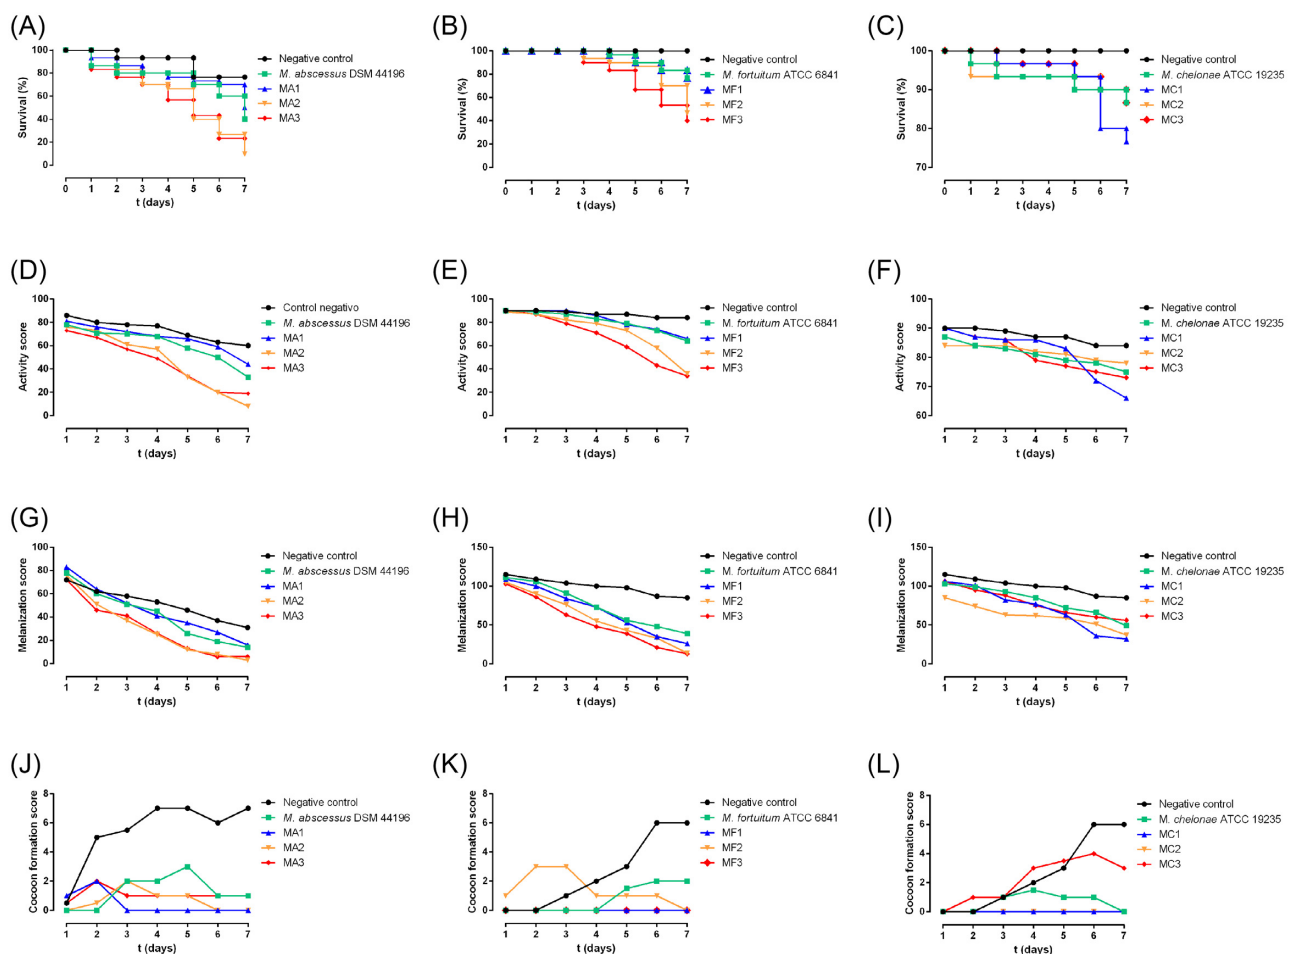 (A)
100
80
60
40
20
0
Survival (%)
0 1 2 3 4 5 6 7
t (days)
Negative control
M. abscessus DSM 44196
MA1
MA2
MA3
(B)
100
80
60
40
20
0
Survival (%)
0 1 2 3 4 5 6 7
t (days)
Negative control
M. fortuitum ATCC 6841
MF1
MF2
MF3
(C)
100
90
80
70
Survival (%)
0 1 2 3 4 5 6 7
t (days)
Negative control
M. chelonae ATCC 19235
MC1
MC2
MC3
(D)
100
80
60
40
20
0
Activity score
1 2 3 4 5 6 7
t (days)
Control negativo
M. abscessus DSM 44196
MA1
MA2
MA3
(E)
100
80
60
40
20
0
Activity score
1 2 3 4 5 6 7
t (days)
Negative control
M. fortuitum ATCC 6841
MF1
MF2
MF3
(F)
100
90
80
70
60
Activity score
1 2 3 4 5 6 7
t (days)
Negative control
M. chelonae ATCC 19235
MC1
MC2
MC3
(G)
100
80
60
40
20
0
Melanization score
1 2 3 4 5 6 7
t (days)
Negative control
M. abscessus DSM 44196
MA1
MA2
MA3
(H)
150
100
50
0
Melanization score
1 2 3 4 5 6 7
t (days)
Negative control
M. fortuitum ATCC 6841
MF1
MF2
MF3
(I)
150
100
50
0
Melanization score
1 2 3 4 5 6 7
t (days)
Negative control
M. chelonae ATCC 19235
MC1
MC2
MC3
(J)
8
6
4
2
0
Cocoon formation score
1 2 3 4 5 6 7
t (days)
Negative control
M. abscessus DSM 44196
MA1
MA2
MA3
(K)
8
6
4
2
0
Cocoon formation score
1 2 3 4 5 6 7
t (days)
Negative control
M. fortuitum ATCC 6841
MF1
MF2
MF3
(L)
8
6
4
2
0
Cocoon formation score
1 2 3 4 5 6 7
t (days)
Negative control
M. chelonae ATCC 19235
MC1
MC2
MC3